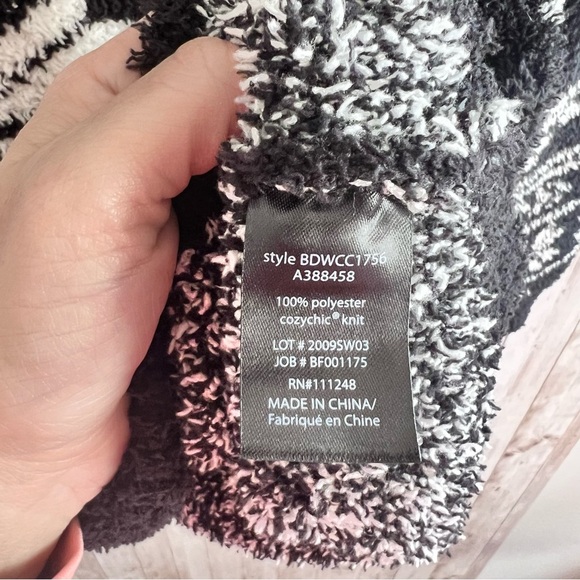 style BDWCC1756
A388458
100% polyester
cozychic® knit
LOT # 2009SW03
JOB # BF001175
RN#111248
MADE IN CHINA/
Fabriqué en Chine